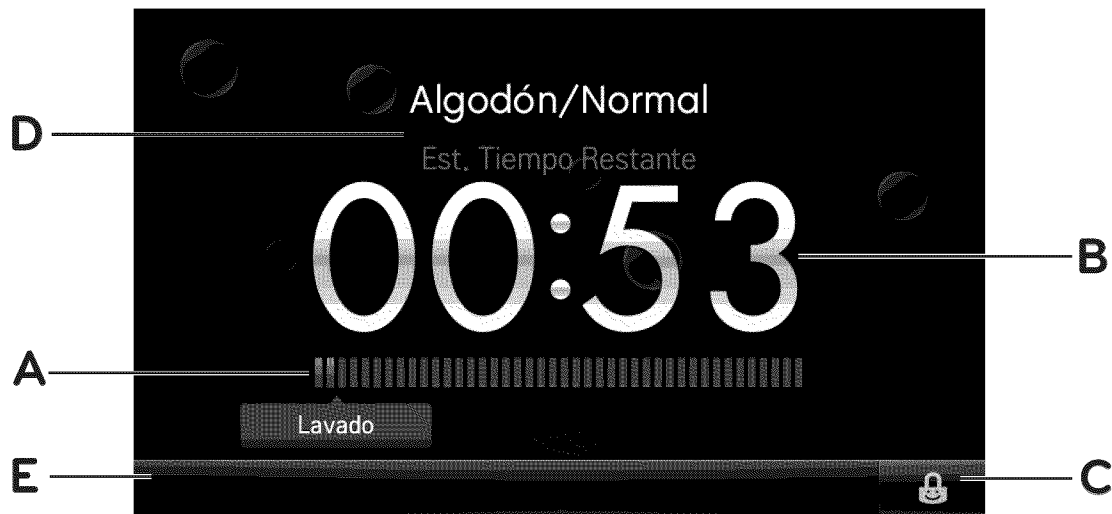 Algodón/Normal
D
Est. Tiempo Restante
00:53
B
A
Lavado
E
C